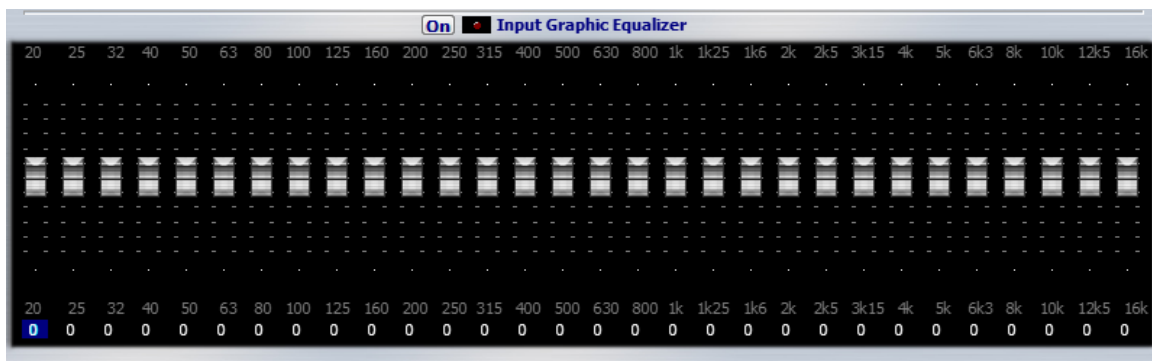 On Input Graphic Equalizer
20 25 32 40 50 63 80 100 125 160 200 250 315 400 500 630 800 1k 1k25 1k6 2k 2k5 3k15 4k 5k 6k3 8k 10k 12k5 16k
20 25 32 40 50 63 80 100 125 160 200 250 315 400 500 630 800 1k 1k25 1k6 2k 2k5 3k15 4k 5k 6k3 8k 10k 12k5 16k
0 0 0 0 0 0 0 0 0 0 0 0 0 0 0 0 0 0 0 0 0 0 0 0 0 0 0 0 0 0